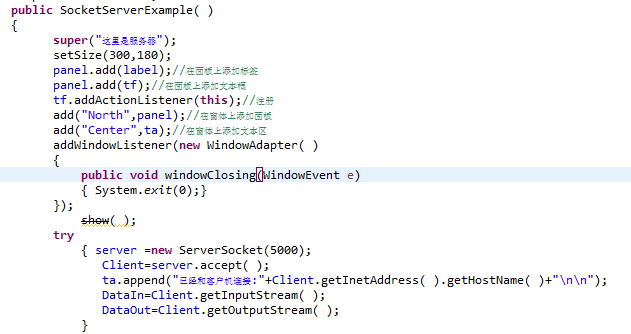 public SocketServerExample( )
{
super("这里是服务器");
setSize(300,180);
panel.add(label);//在面板上添加标签
panel.add(tf);//在面板上添加文本框
tf.addActionListener(this);//注册
add("North",panel);//在窗体上添加面板
add("Center",ta);//在窗体上添加文本区
addWindowListener(new WindowAdapter( )
{
public void windowClosing(WindowEvent e)
{ System.exit(0);}
});
show( );
try
{ server =new ServerSocket(5000);
Client=server.accept( );
ta.append("已经和客户机连接:"+Client.getInetAddress( ).getHostName( )+"\n\n");
DataIn=Client.getInputStream( );
DataOut=Client.getOutputStream( );
}